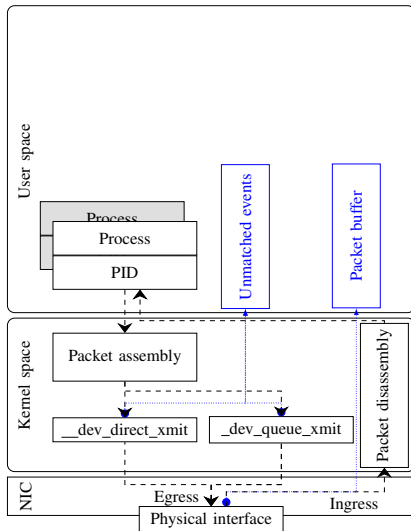 User space
Process
Process
PID
Unmatched events
Packet buffer
Kernel space
Packet assembly
__dev_direct_xmit
_dev_queue_xmit
Packet disassembly
NIC
Egress
Ingress
Physical interface